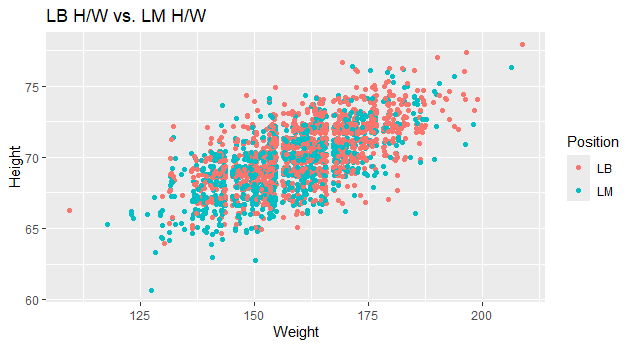 LB H/W vs. LM H/W
Height
75
70
65
60
125 150 175 200
Weight
Position
LB
LM